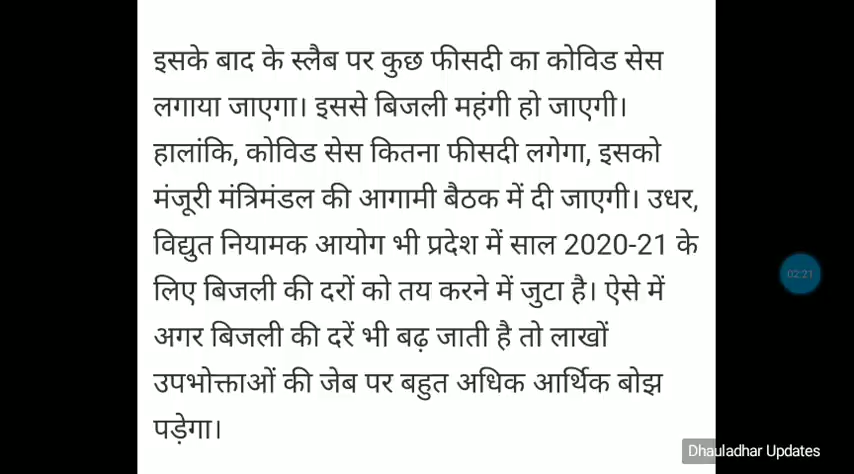 इसके बाद के स्लैब पर कुछ फीसदी का कोविड सेस
लगाया जाएगा। इससे बिजली महंगी हो जाएगी।
हालांकि, कोविड सेस कितना फीसदी लगेगा, इसको
मंजूरी मंत्रिमंडल की आगामी बैठक में दी जाएगी। उधर,
विद्युत नियामक आयोग भी प्रदेश में साल 2020-21 के
लिए बिजली की दरों को तय करने में जुटा है। ऐसे में
अगर बिजली की दरें भी बढ़ जाती है तो लाखों
उपभोक्ताओं की जेब पर बहुत अधिक आर्थिक बोझ
पड़ेगा।
02:21
Dhauladhar Updates